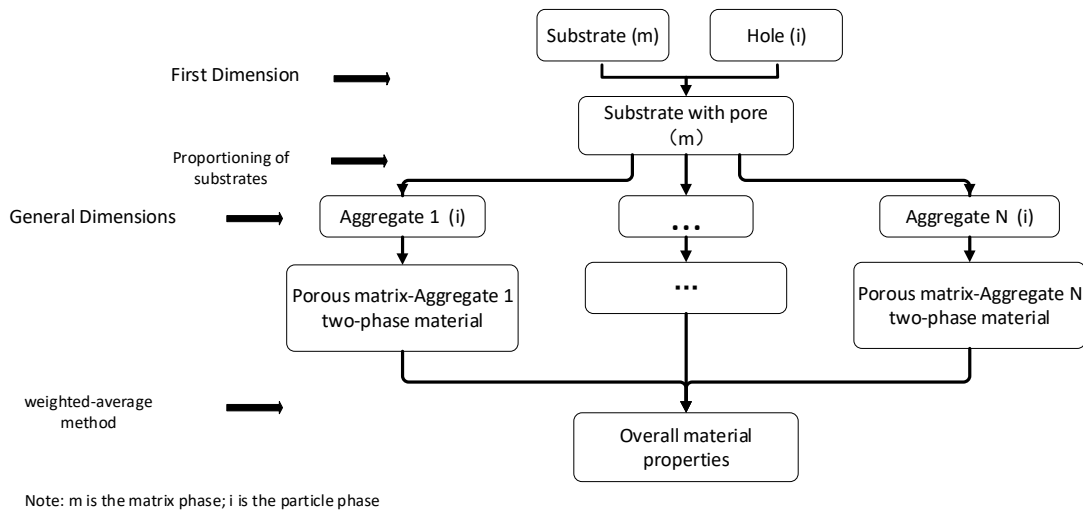 Substrate (m)
Hole (i)
First Dimension
Substrate with pore
（m）
Proportioning of
substrates
General Dimensions
Aggregate 1 (i)
...
Aggregate N (i)
Porous matrix-Aggregate 1
two-phase material
...
Porous matrix-Aggregate N
two-phase material
weighted-average
method
Overall material
properties
Note: m is the matrix phase; i is the particle phase